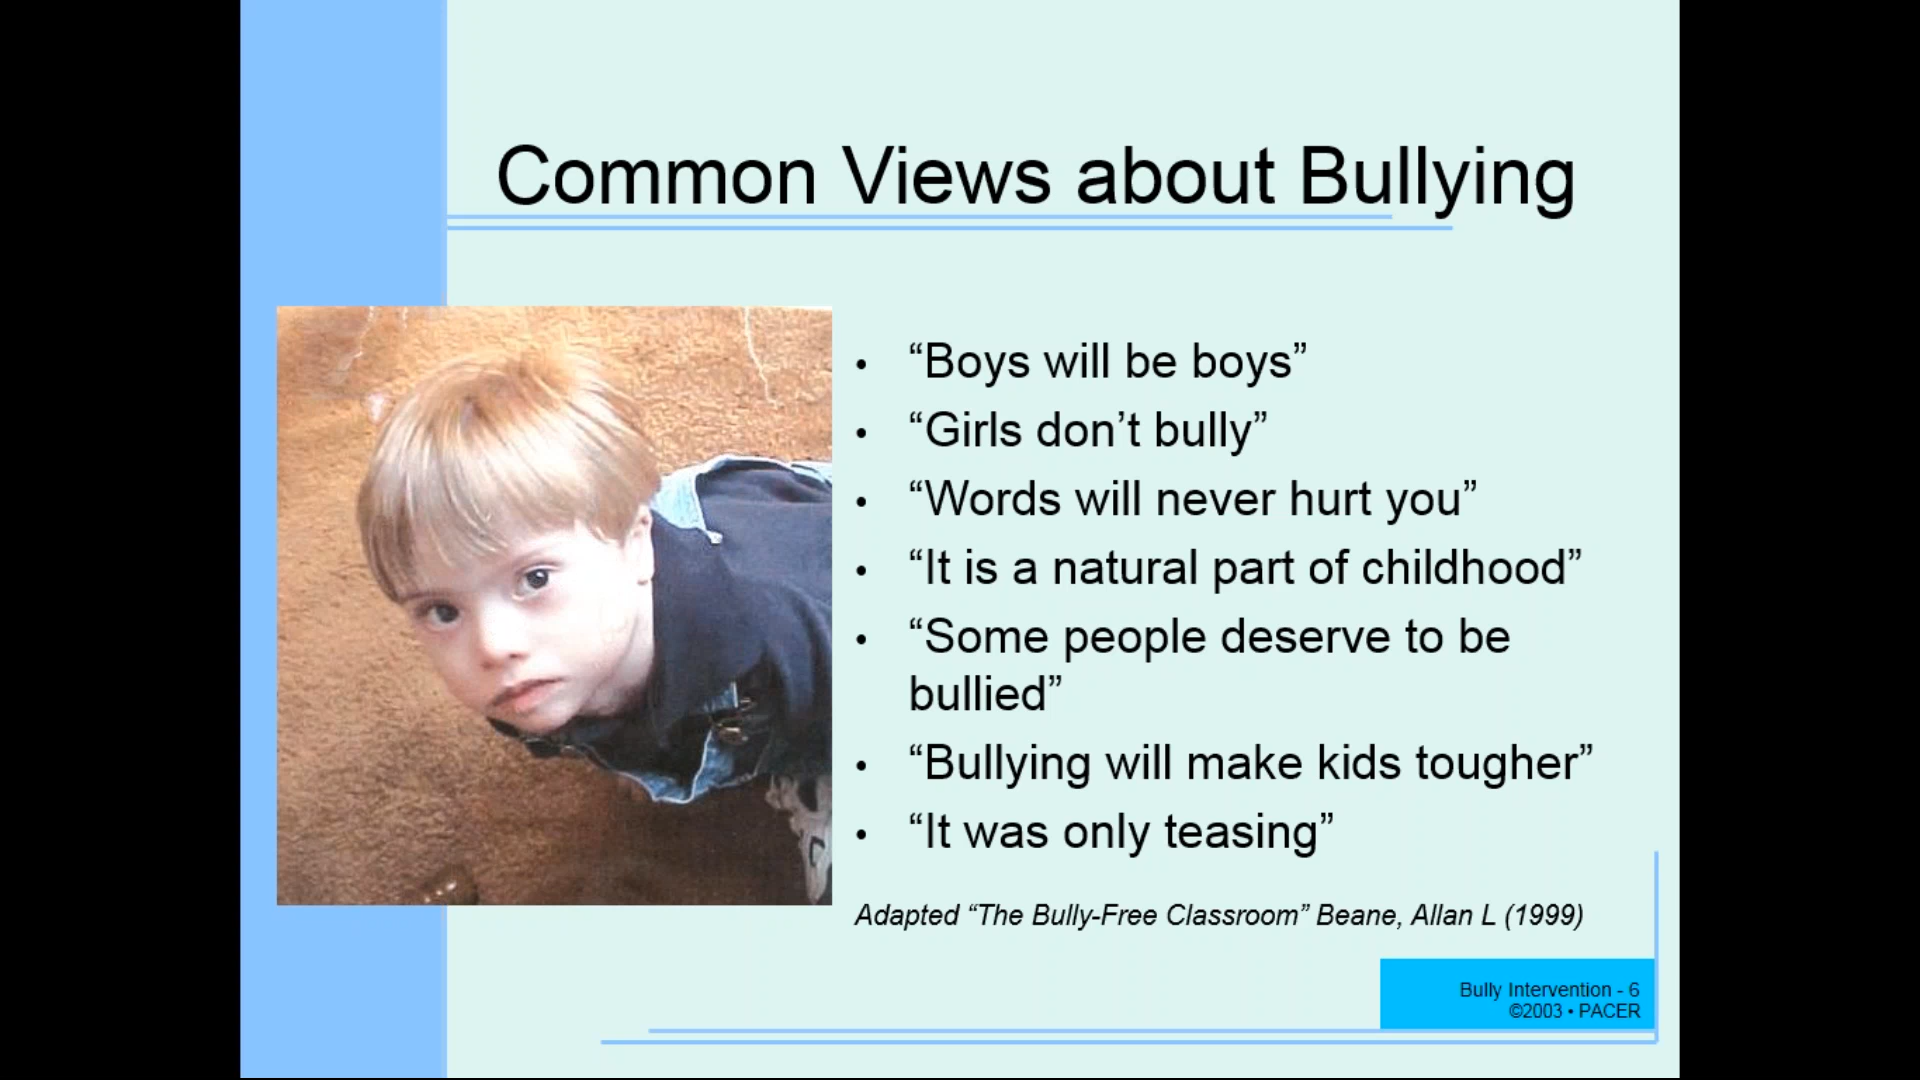 Common Views about Bullying
• “Boys will be boys”
• “Girls don’t bully”
• “Words will never hurt you”
• “It is a natural part of childhood”
• “Some people deserve to be
bullied”
• “Bullying will make kids tougher”
• “It was only teasing”
Adapted “The Bully-Free Classroom” Beane, Allan L (1999)
Bully Intervention - 6
©2003 • PACER